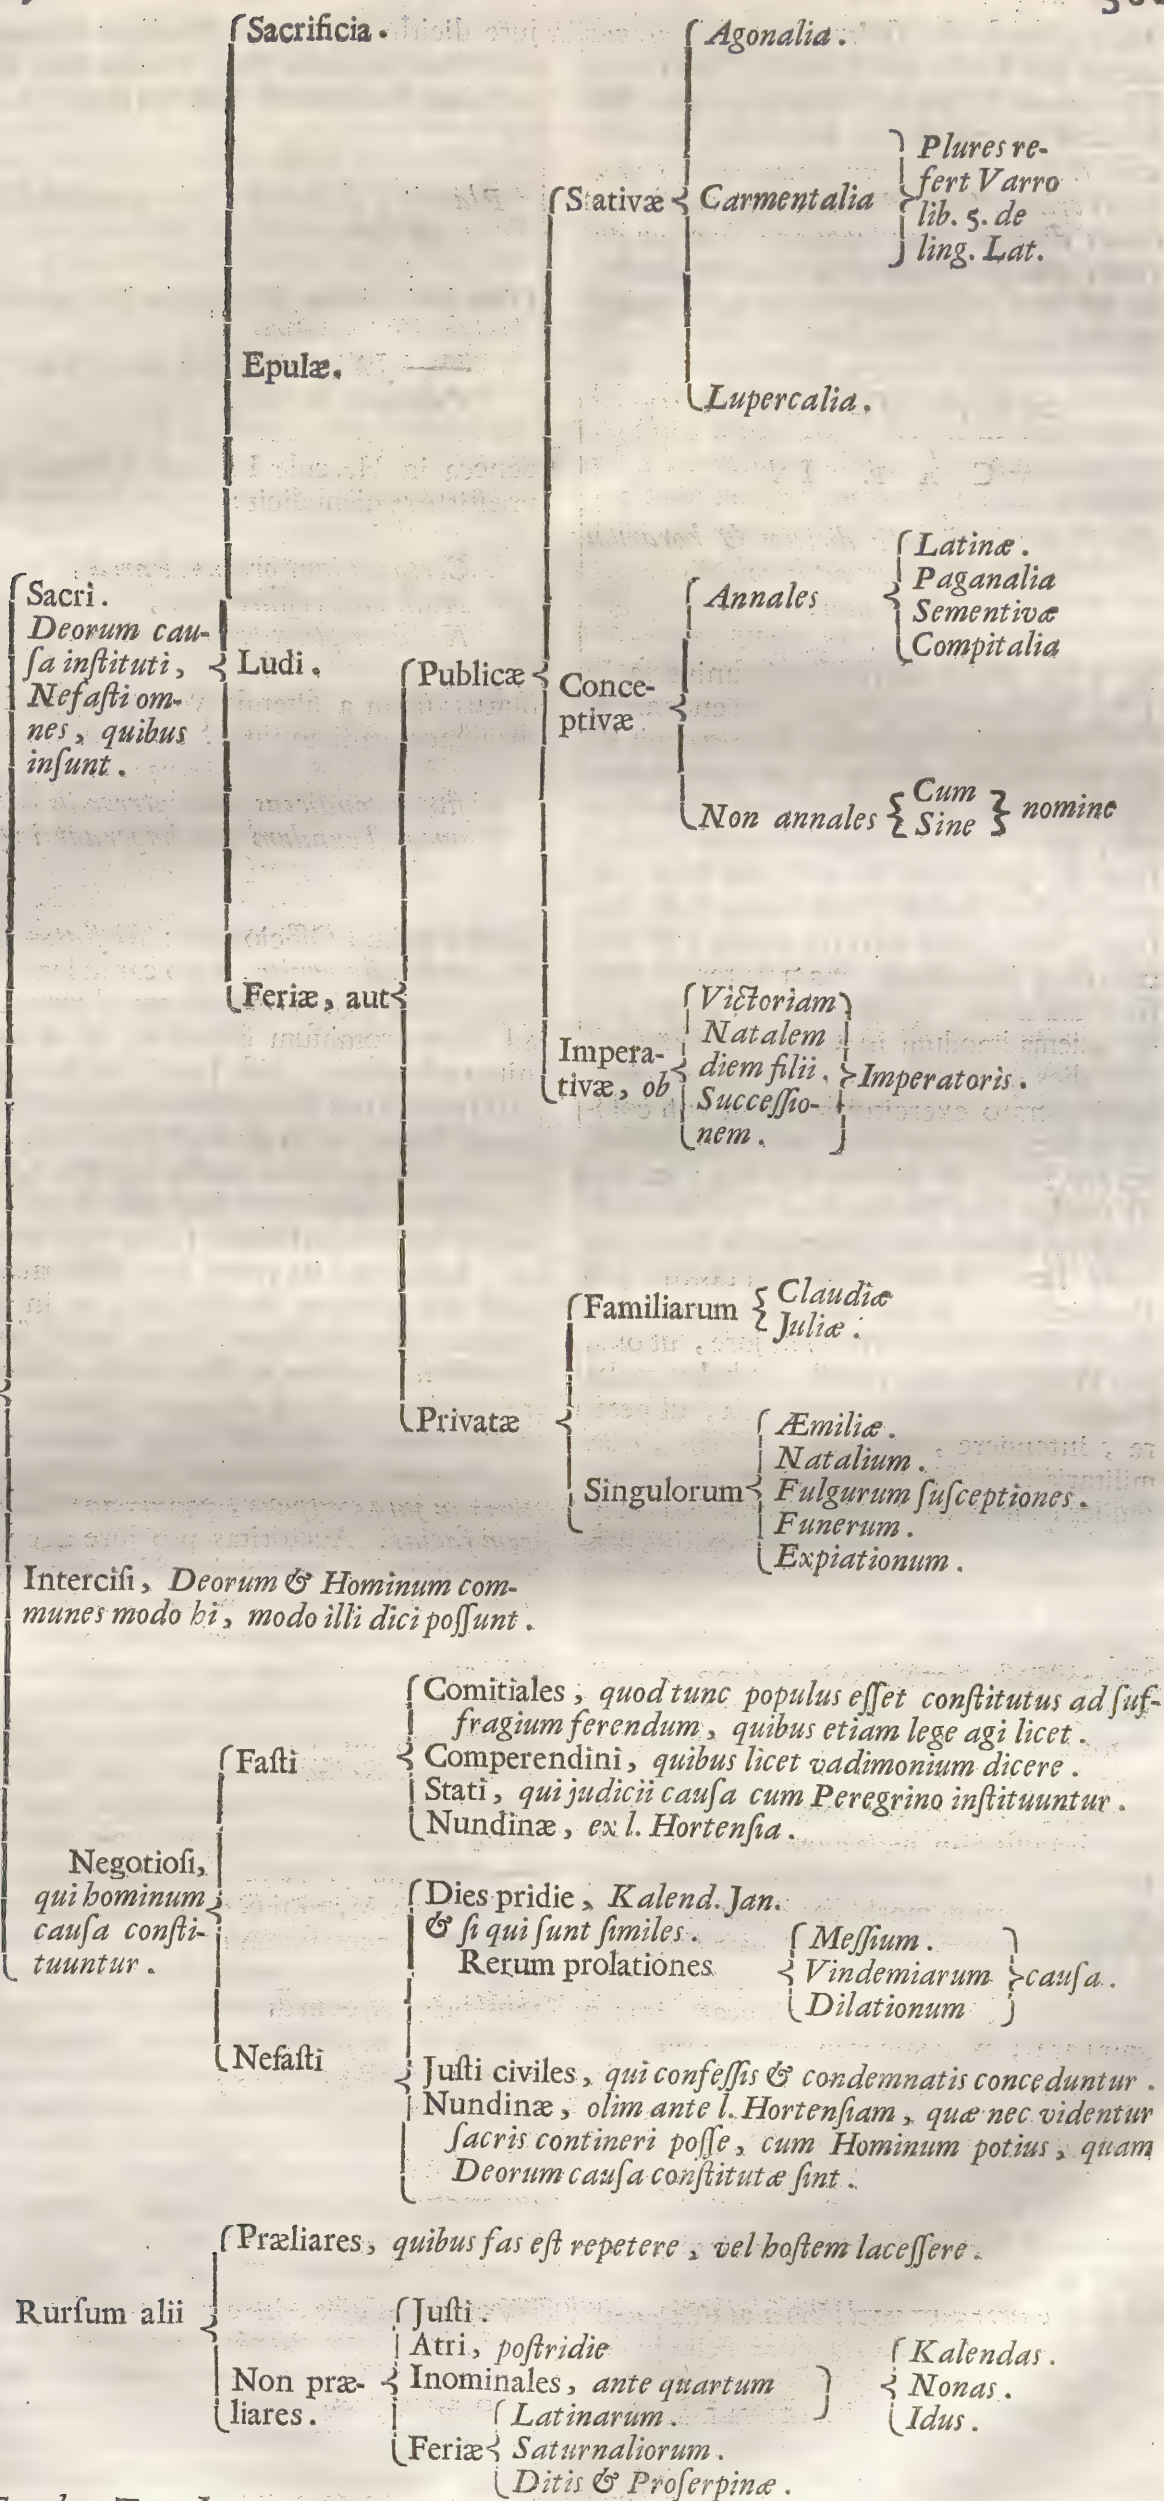 Sacrificia.
Epulæ.
Sacri.
Deorum cau-
ſa inſtituti,
Nefaſti om-
nes, quibus
inſunt.
Ludi.
Feriæ, aut
Publicæ
Stativæ
Agonalia.
Carmentalia
Plures re-
fert Varro
lib. 5. de
ling. Lat.
Lupercalia.
Conce-
ptivæ
Annales
Latinæ.
Paganalia
Sementivæ
Compitalia
Non annales
Cum
Sine
nomine
Impera-
tivæ, ob
Victoriam
Natalem
diem filii.
Succeſſio-
nem.
Imperatoris.
Privatæ
Familiarum
Claudiæ
Juliæ.
Singulorum
Æmiliæ.
Natalium.
Fulgurum ſuſceptiones.
Funerum.
Expiationum.
Interciſi, Deorum & Hominum com-
munes modo hi, modo illi dici poſſunt.
Negotioſi,
qui hominum
cauſa conſti-
tuuntur.
Faſti
Comitiales, quod tunc populus eſſet conſtitutus ad ſuf-
fragium ferendum, quibus etiam lege agi licet.
Comperendini, quibus licet vadimonium dicere.
Stati, qui judicii cauſa cum Peregrino inſtituuntur.
Nundinæ, ex l. Hortenſia.
Nefaſti
Dies pridie, Kalend. Jan.
& ſi qui ſunt ſimiles.
Rerum prolationes
Meſſium.
Vindemiarum
Dilationum
cauſa.
Juſti civiles, qui confeſſis & condemnatis conceduntur.
Nundinæ, olim ante l. Hortenſiam, quæ nec videntur
ſacris contineri poſſe, cum Hominum potius, quam
Deorum cauſa conſtitutæ ſint.
Rurſum alii
Præliares, quibus fas eſt repetere, vel hoſtem laceſſere.
Non præ-
liares.
Juſti.
Atri, poſtridie
Inominales, ante quartum
Kalendas.
Nonas.
Idus.
Feriæ
Latinarum.
Saturnaliorum.
Ditis & Proſerpinæ.